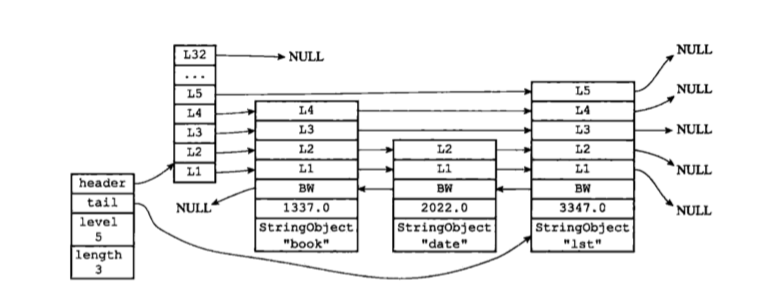 L32
NULL
...
L5
L4
L3
L2
L1
header
tail
level
5
length
3
NULL
L4
L3
L2
L1
BW
1337.0
StringObject
"book"
L2
L1
BW
2022.0
StringObject
"date"
L5
L4
L3
L2
L1
BW
3347.0
StringObject
"lst"
NULL
NULL
NULL
NULL
NULL